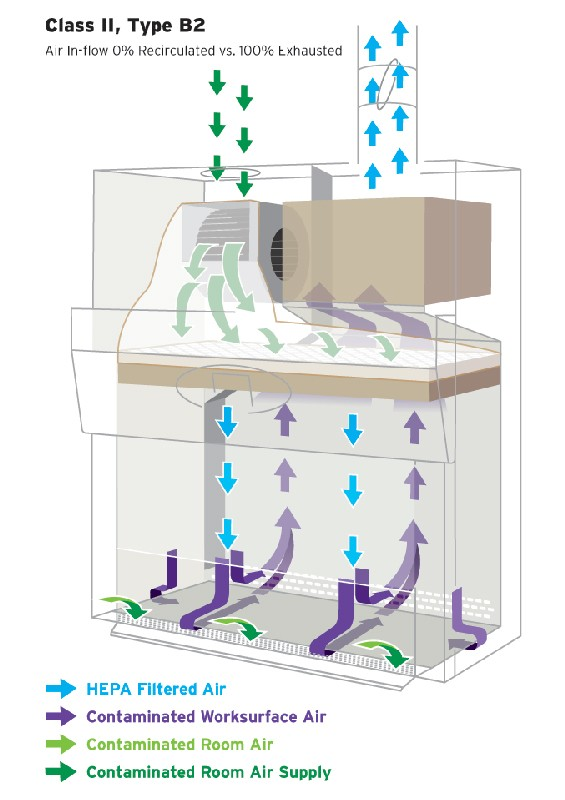 Class II, Type B2
Air In-flow 0% Recirculated vs. 100% Exhausted
HEPA Filtered Air
Contaminated Worksurface Air
Contaminated Room Air
Contaminated Room Air Supply